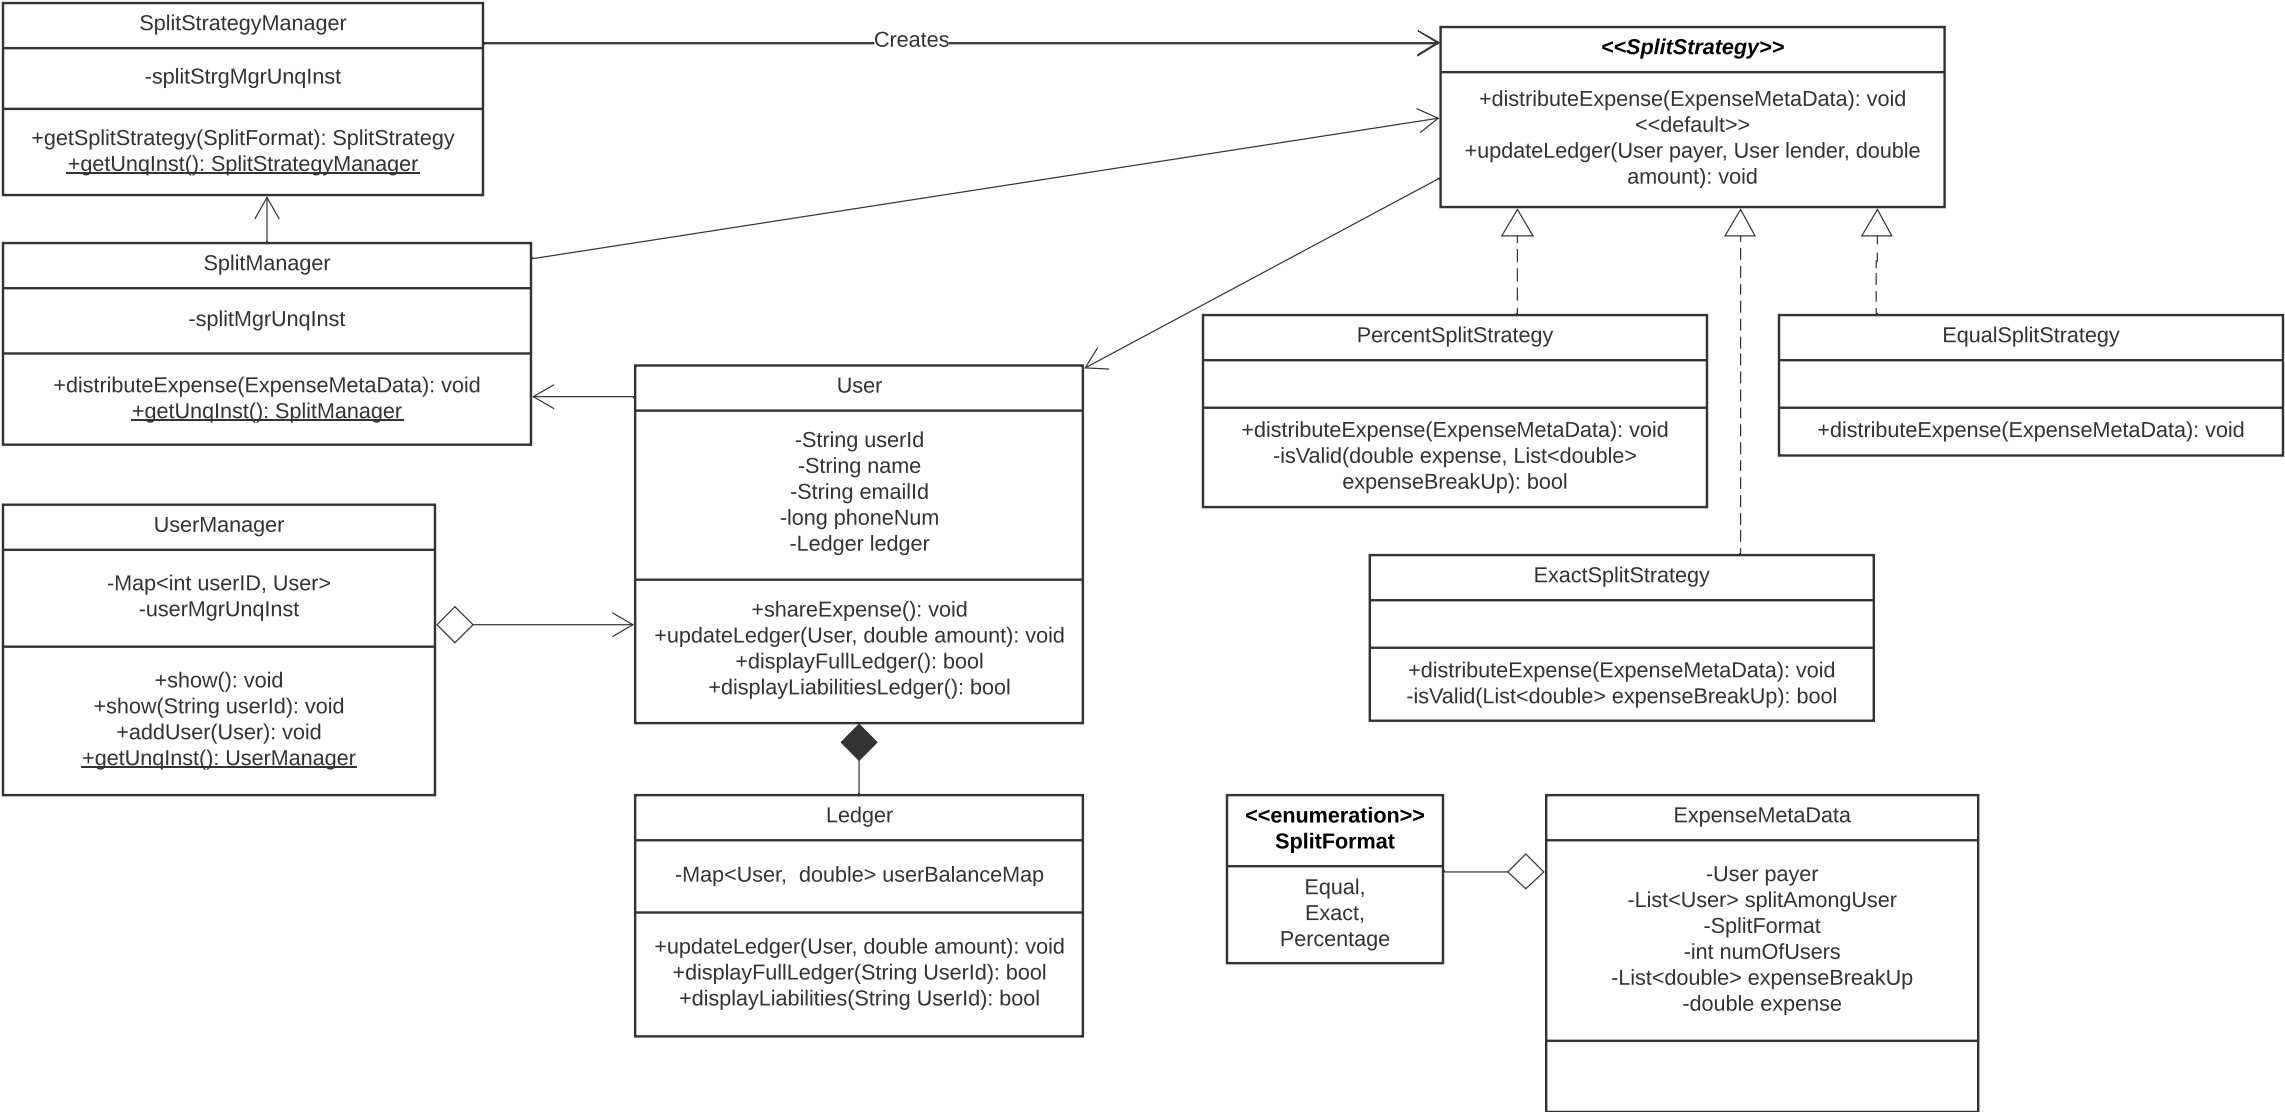 SplitStrategyManager
-splitStrgMgrUnqInst
+getSplitStrategy(SplitFormat): SplitStrategy
+getUnqInst(): SplitStrategyManager
Creates
<<SplitStrategy>>
+distributeExpense(ExpenseMetaData): void
<<default>>
+updateLedger(User payer, User lender, double
amount): void
SplitManager
-splitMgrUnqInst
+distributeExpense(ExpenseMetaData): void
+getUnqInst(): SplitManager
User
-String userId
-String name
-String emailId
-long phoneNum
-Ledger ledger
+shareExpense(): void
+updateLedger(User, double amount): void
+displayFullLedger(): bool
+displayLiabilitiesLedger(): bool
PercentSplitStrategy
+distributeExpense(ExpenseMetaData): void
-isValid(double expense, List<double>
expenseBreakUp): bool
EqualSplitStrategy
+distributeExpense(ExpenseMetaData): void
UserManager
-Map<int userID, User>
-userMgrUnqInst
+show(): void
+show(String userId): void
+addUser(User): void
+getUnqInst(): UserManager
ExactSplitStrategy
+distributeExpense(ExpenseMetaData): void
-isValid(List<double> expenseBreakUp): bool
Ledger
-Map<User,  double> userBalanceMap
+updateLedger(User, double amount): void
+displayFullLedger(String UserId): bool
+displayLiabilities(String UserId): bool
<<enumeration>>
SplitFormat
Equal,
Exact,
Percentage
ExpenseMetaData
-User payer
-List<User> splitAmongUser
-SplitFormat
-int numOfUsers
-List<double> expenseBreakUp
-double expense